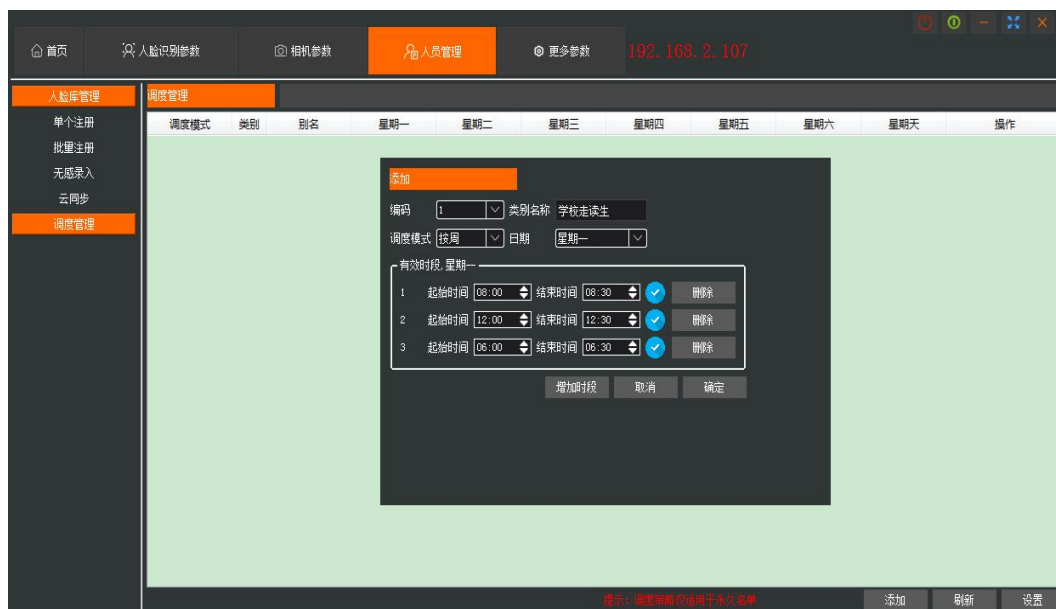 首页 人脸识别参数 相机参数 人员管理 更多参数 192.168.2.107
人脸库管理
单个注册
批量注册
无感录入
云同步
调度管理
调度管理
调度模式 类别 别名 星期一 星期二 星期三 星期四 星期五 星期六 星期天 操作
添加
编码 1 类别名称 学校走读生
调度模式 按周 日期 星期一
有效时段,星期一
1 起始时间 08:00 结束时间 08:30 删除
2 起始时间 12:00 结束时间 12:30 删除
3 起始时间 06:00 结束时间 06:30 删除
增加时段 取消 确定
提示：调度策略仅适用于永久名单 添加 刷新 设置